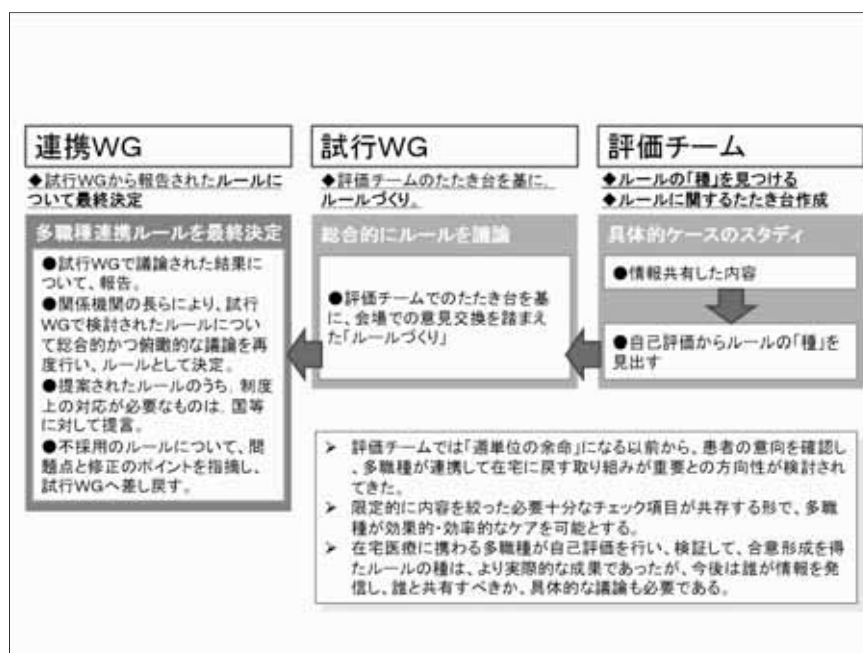 連携WG
◆試行WGから報告されたルールに
ついて最終決定
多職種連携ルールを最終決定
●試行WGで議論された結果に
ついて、報告。
●関係機関の長らにより、試行
WGで検討されたルールについ
て総合的かつ俯瞰的な議論を再
度行い、ルールとして決定。
●提案されたルールのうち、制度
上の対応が必要なものは、国等
に対して提言。
●不採用のルールについて、問
題点と修正のポイントを指摘し、
試行WGへ差し戻す。
試行WG
◆評価チームのたたき台を基に、
ルールづくり。
総合的にルールを議論
●評価チームでのたたき台を基
に、会場での意見交換を踏まえ
た「ルールづくり」
評価チーム
◆ルールの「種」を見つける
◆ルールに関するたたき台作成
具体的ケースのスタディ
●情報共有した内容
●自己評価からルールの「種」を
見出す
➢ 評価チームでは「週単位の余命」になる以前から、患者の意向を確認し
、多職種が連携して在宅に戻す取り組みが重要との方向性が検討され
てきた。
➢ 限定的に内容を絞った必要十分なチェック項目が共存する形で、多職
種が効果的・効率的なケアを可能とする。
➢ 在宅医療に携わる多職種が自己評価を行い、検証して、合意形成を得
たルールの種は、より実際的な成果であったが、今後は誰が情報を発
信し、誰と共有すべきか、具体的な議論も必要である。